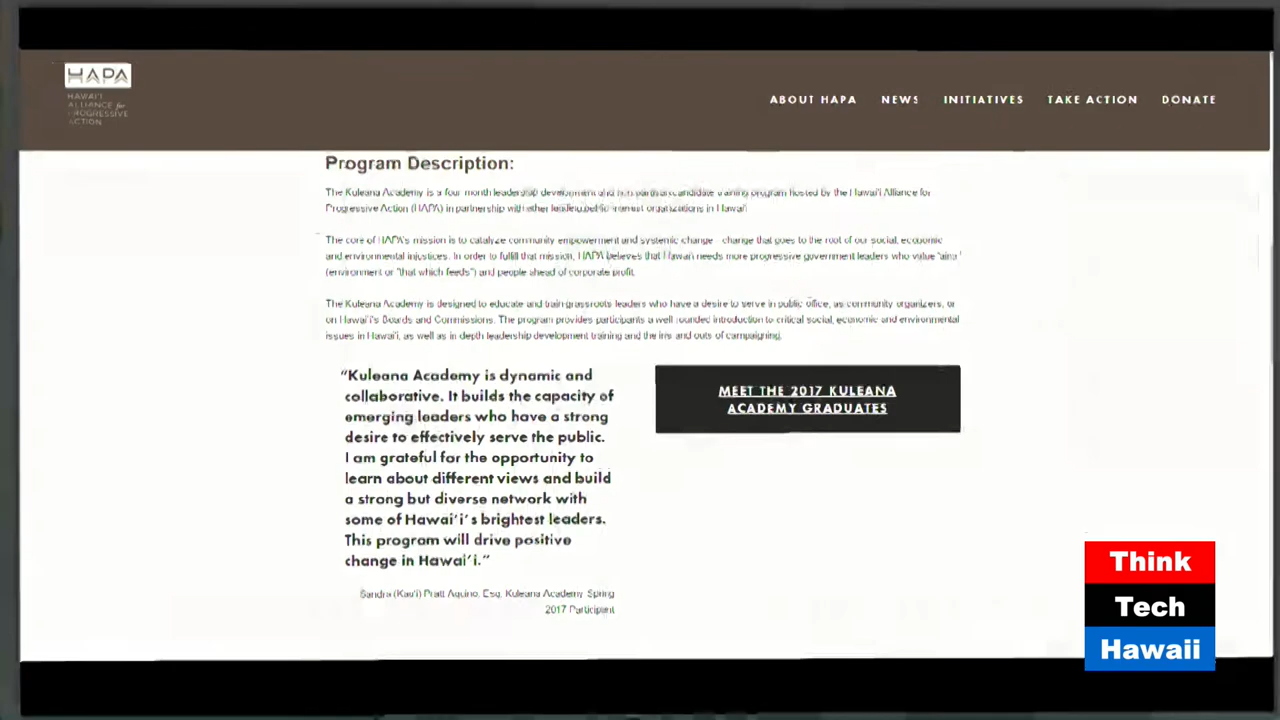 HAPA
HAWAI'I
ALLIANCE for
PROGRESSIVE
ACTION
ABOUT HAPA NEWS INITIATIVES TAKE ACTION DONATE
Program Description:
The Kuleana Academy is a four month leadership development and non partisan candidate training program hosted by the Hawai'i Alliance for
Progressive Action (HAPA) in partnership with other leading public interest organizations in Hawai'i
The core of HAPA's mission is to catalyze community empowerment and systemic change - change that goes to the root of our social, economic
and environmental injustices. In order to fulfill that mission, HAPA believes that Hawai'i needs more progressive government leaders who value "aina"
(environment or "that which feeds") and people ahead of corporate profit.
The Kuleana Academy is designed to educate and train grassroots leaders who have a desire to serve in public office, as community organizers, or
on Hawai'i's Boards and Commissions. The program provides participants a well rounded introduction to critical social, economic and environmental
issues in Hawai'i, as well as in depth leadership development training and the ins and outs of campaigning.
"Kuleana Academy is dynamic and
collaborative. It builds the capacity of
emerging leaders who have a strong
desire to effectively serve the public.
I am grateful for the opportunity to
learn about different views and build
a strong but diverse network with
some of Hawai'i's brightest leaders.
This program will drive positive
change in Hawai'i."
Sandra (Kau'i) Pratt Aquino, Esq. Kuleana Academy Spring
2017 Participant
MEET THE 2017 KULEANA
ACADEMY GRADUATES
Think
Tech
Hawaii